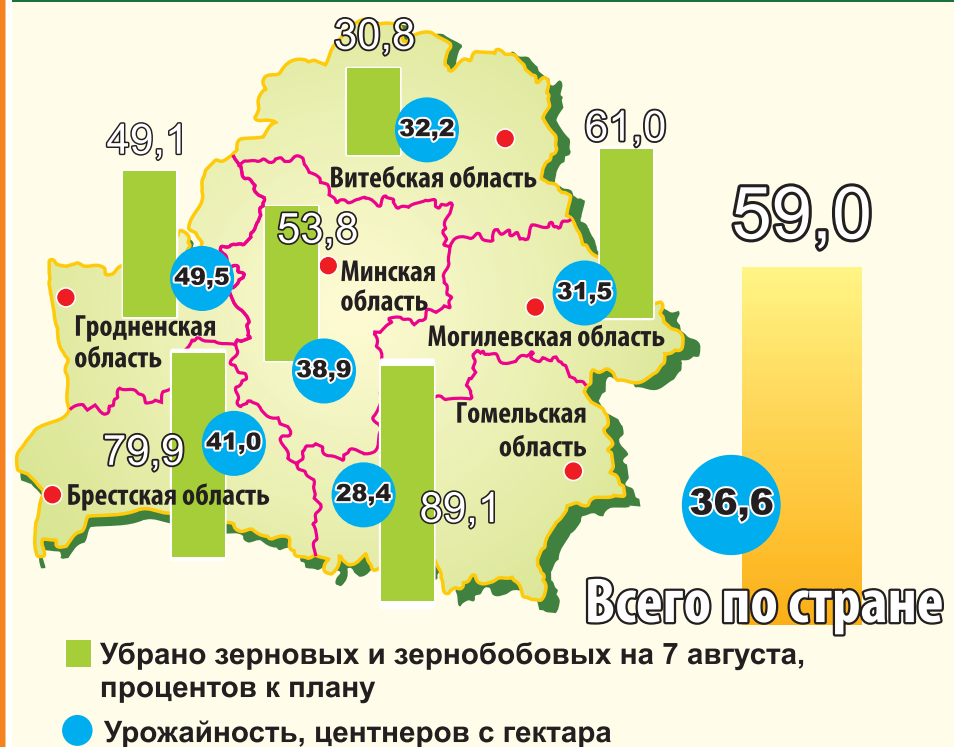 30,8
32,2
Витебская область
49,1
61,0
53,8
59,0
49,5
Минская
область
31,5
Гродненская
область
Могилевская область
38,9
Гомельская
область
79,9
41,0
Брестская область
28,4
89,1
36,6
Всего по стране
Убрано зерновых и зернобобовых на 7 августа,
процентов к плану
Урожайность, центнеров с гектара